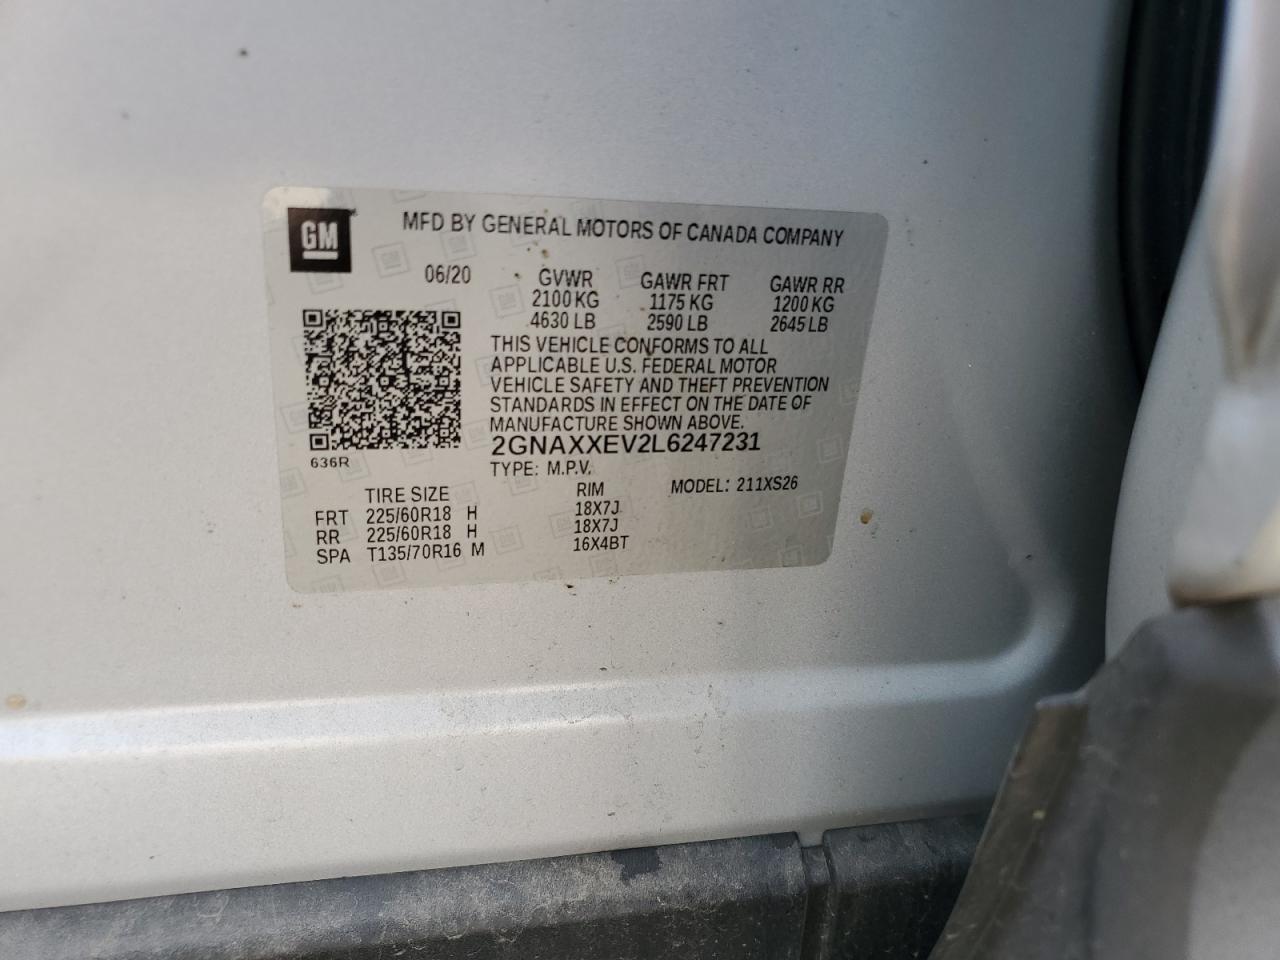 GM
MFD BY GENERAL MOTORS OF CANADA COMPANY
06/20 GVWR GAWR FRT GAWR RR
2100 KG 1175 KG 1200 KG
4630 LB 2590 LB 2645 LB
THIS VEHICLE CONFORMS TO ALL
APPLICABLE U.S. FEDERAL MOTOR
VEHICLE SAFETY AND THEFT PREVENTION
STANDARDS IN EFFECT ON THE DATE OF
MANUFACTURE SHOWN ABOVE.
2GNAXXEV2L6247231
636R
TYPE: M.P.V. MODEL: 211XS26
TIRE SIZE RIM
FRT 225/60R18 H 18X7J
RR 225/60R18 H 18X7J
SPA T135/70R16 M 16X4BT